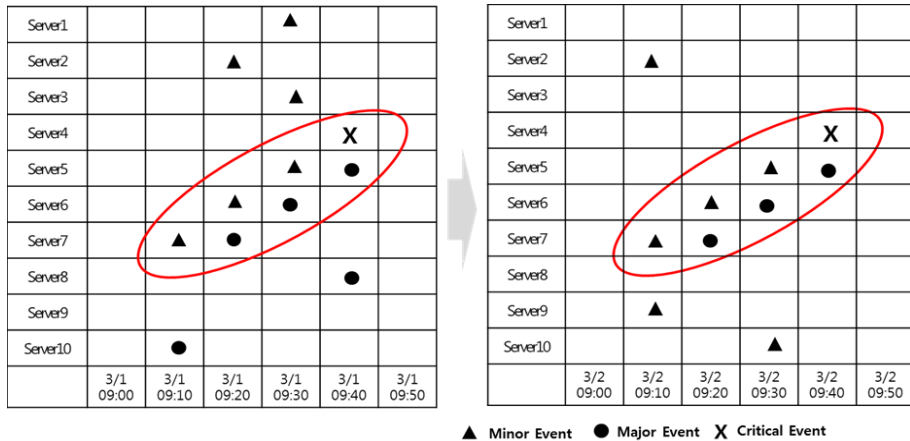 Server1
Server2
Server3
Server4
X
Server5
Server6
Server7
Server8
Server9
Server10
3/1 3/1 3/1 3/1 3/1 3/1
09:00 09:10 09:20 09:30 09:40 09:50
Server1
Server2
Server3
Server4
X
Server5
Server6
Server7
Server8
Server9
Server10
3/2 3/2 3/2 3/2 3/2 3/2
09:00 09:10 09:20 09:30 09:40 09:50
Minor Event Major Event X Critical Event